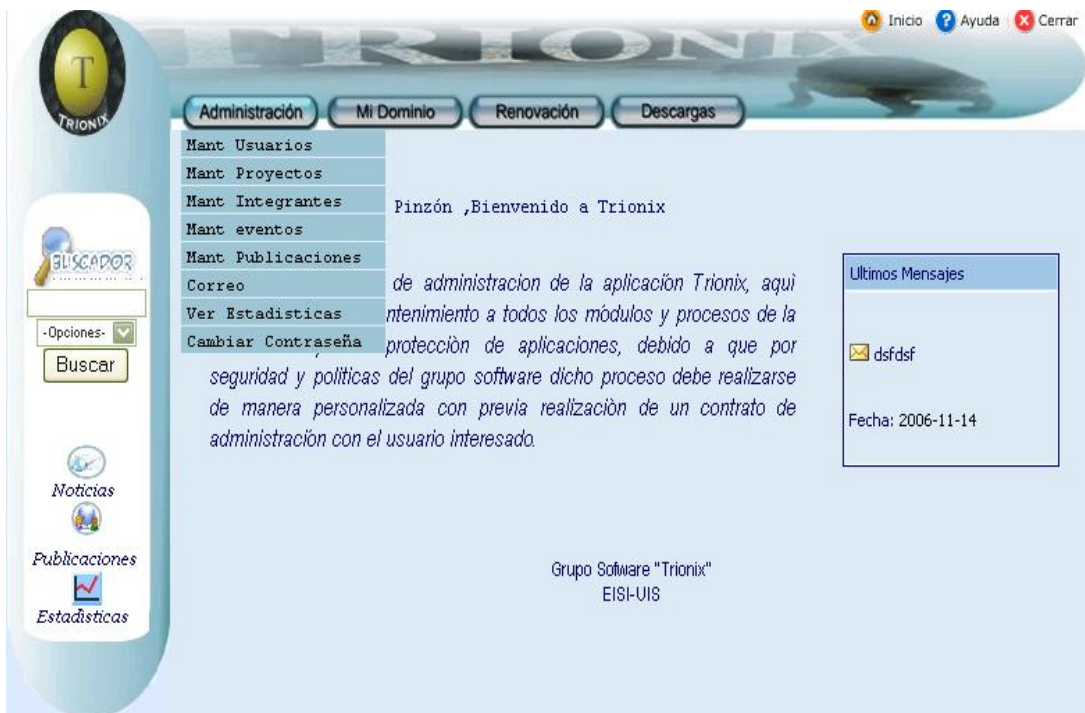 Inicio Ayuda Cerrar
TRIONIX
T
TRIONIX
Administración Mi Dominio Renovación Descargas
Mant Usuarios
Mant Proyectos
Mant Integrantes
Mant eventos
Mant Publicaciones
Correo
Ver Estadisticas
Cambiar Contraseña
Pinzón ,Bienvenido a Trionix
de administracion de la aplicación Trionix, aquì
ntenimiento a todos los módulos y procesos de la
protecciòn de aplicaciones, debido a que por
seguridad y políticas del grupo software dicho proceso debe realizarse
de manera personalizada con previa realizaciòn de un contrato de
administración con el usuario interesado.
Ultimos Mensajes
dsfdsf
Fecha: 2006-11-14
BUSCADOR
-Opciones-
Buscar
Noticias
Publicaciones
Estadìsticas
Grupo Sofware "Trionix"
EISI-UIS